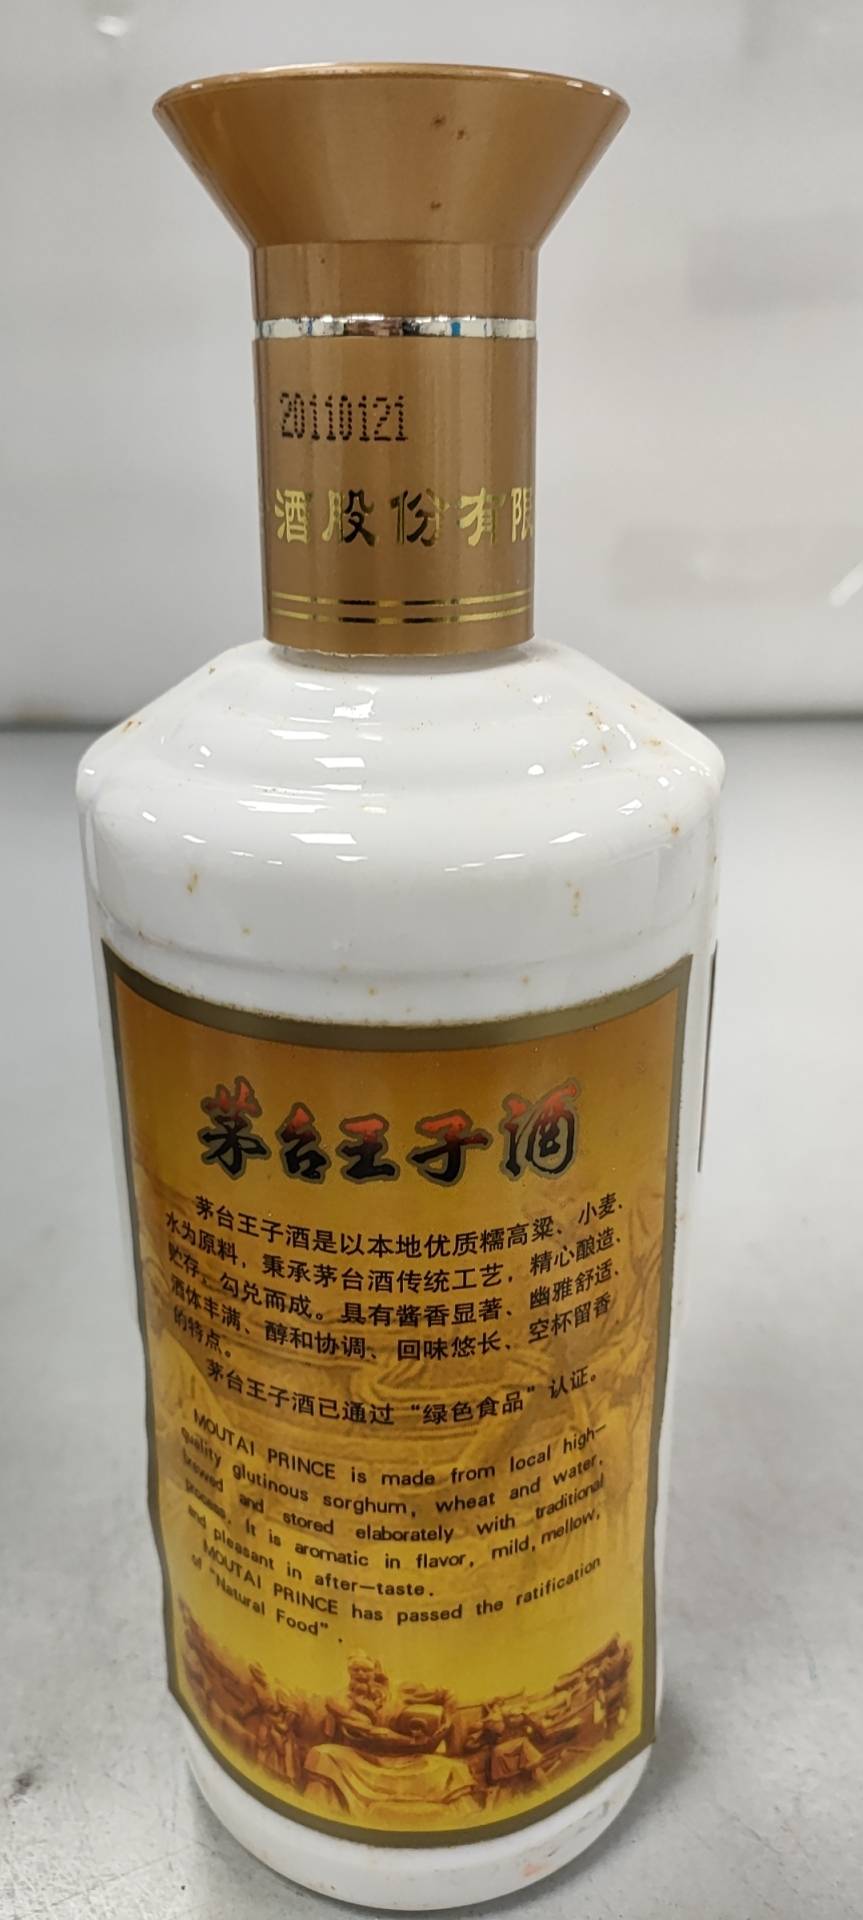 20110121
酒股份有限
茅台王子酒
茅台王子酒是以本地优质糯高粱、小麦、
水为原料，秉承茅台酒传统工艺，精心酿造、
贮存、勾兑而成。具有酱香显著、幽雅舒适、
酒体丰满、醇和协调、回味悠长、空杯留香
的特点。
茅台王子酒已通过“绿色食品”认证。
MOUTAI PRINCE is made from local high-
quality glutinous sorghum, wheat and water,
brewed and stored elaborately with traditional
process. It is aromatic in flavor, mild, mellow,
and pleasant in after-taste.
MOUTAI PRINCE has passed the ratification
of "Natural Food".